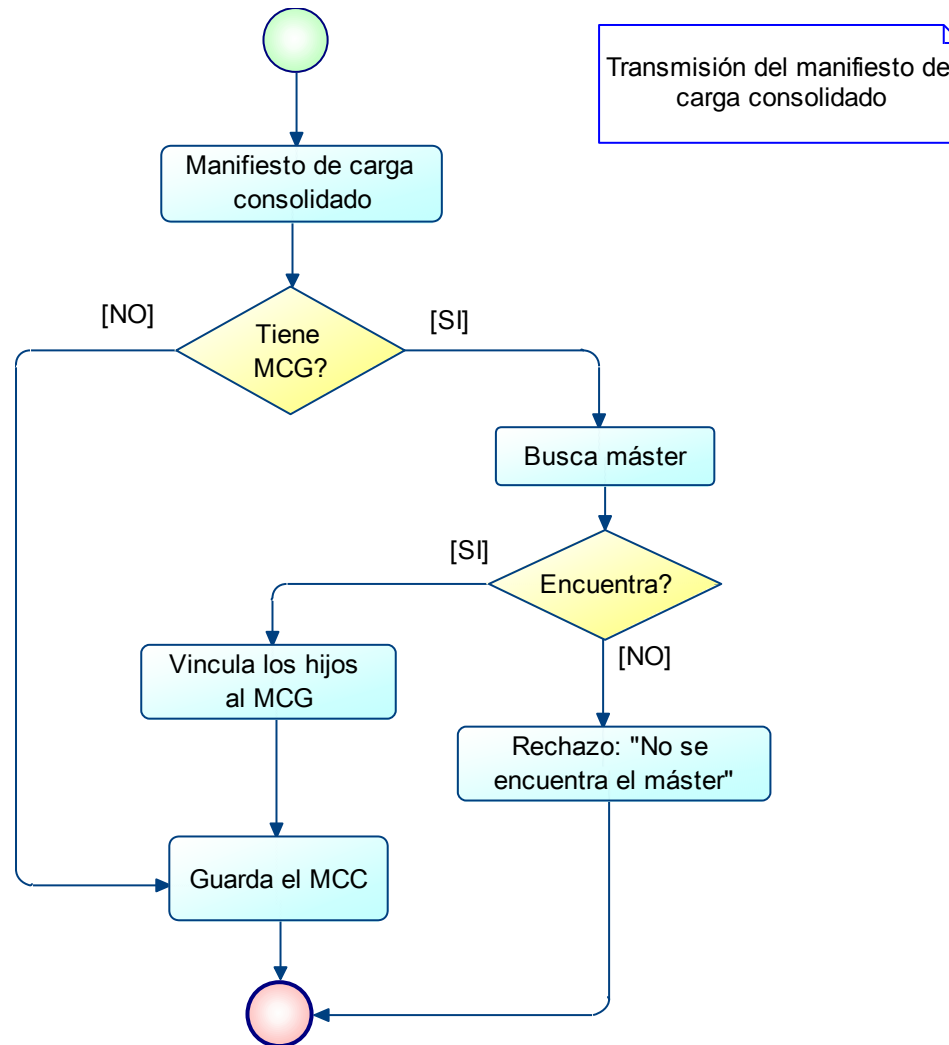 Transmisión del manifiesto de
carga consolidado
Manifiesto de carga
consolidado
[NO]
[SI]
Tiene
MCG?
Busca máster
[SI]
Encuentra?
[NO]
Vincula los hijos
al MCG
Rechazo: "No se
encuentra el máster"
Guarda el MCC